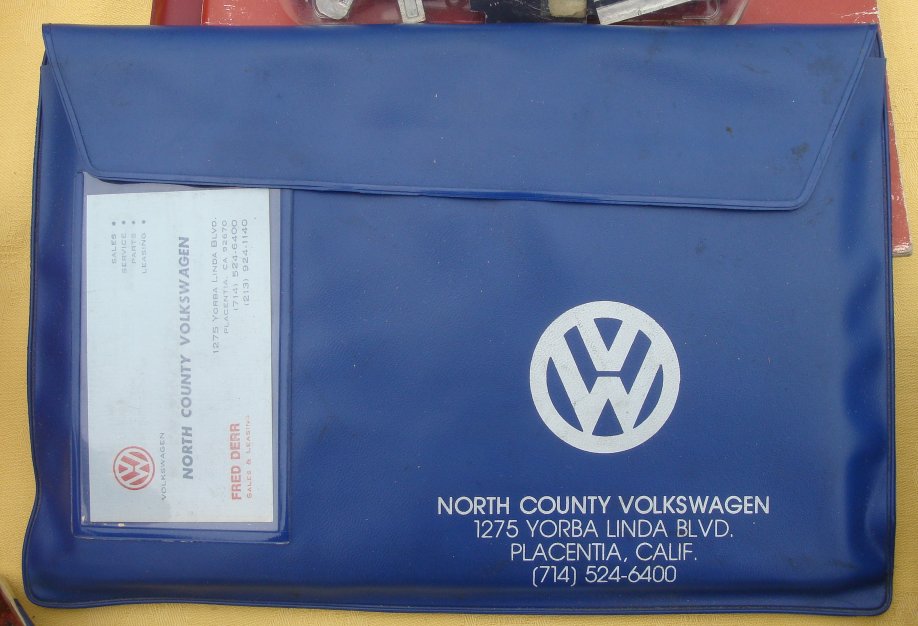 SALES •
SERVICE •
PARTS •
LEASING •
VOLKSWAGEN
NORTH COUNTY VOLKSWAGEN
1275 YORBA LINDA BLVD.
PLACENTIA, CA 92670
(714) 524-6400
(213) 924-1140
FRED DERR
SALES & LEASING
NORTH COUNTY VOLKSWAGEN
1275 YORBA LINDA BLVD.
PLACENTIA, CALIF.
(714) 524-6400